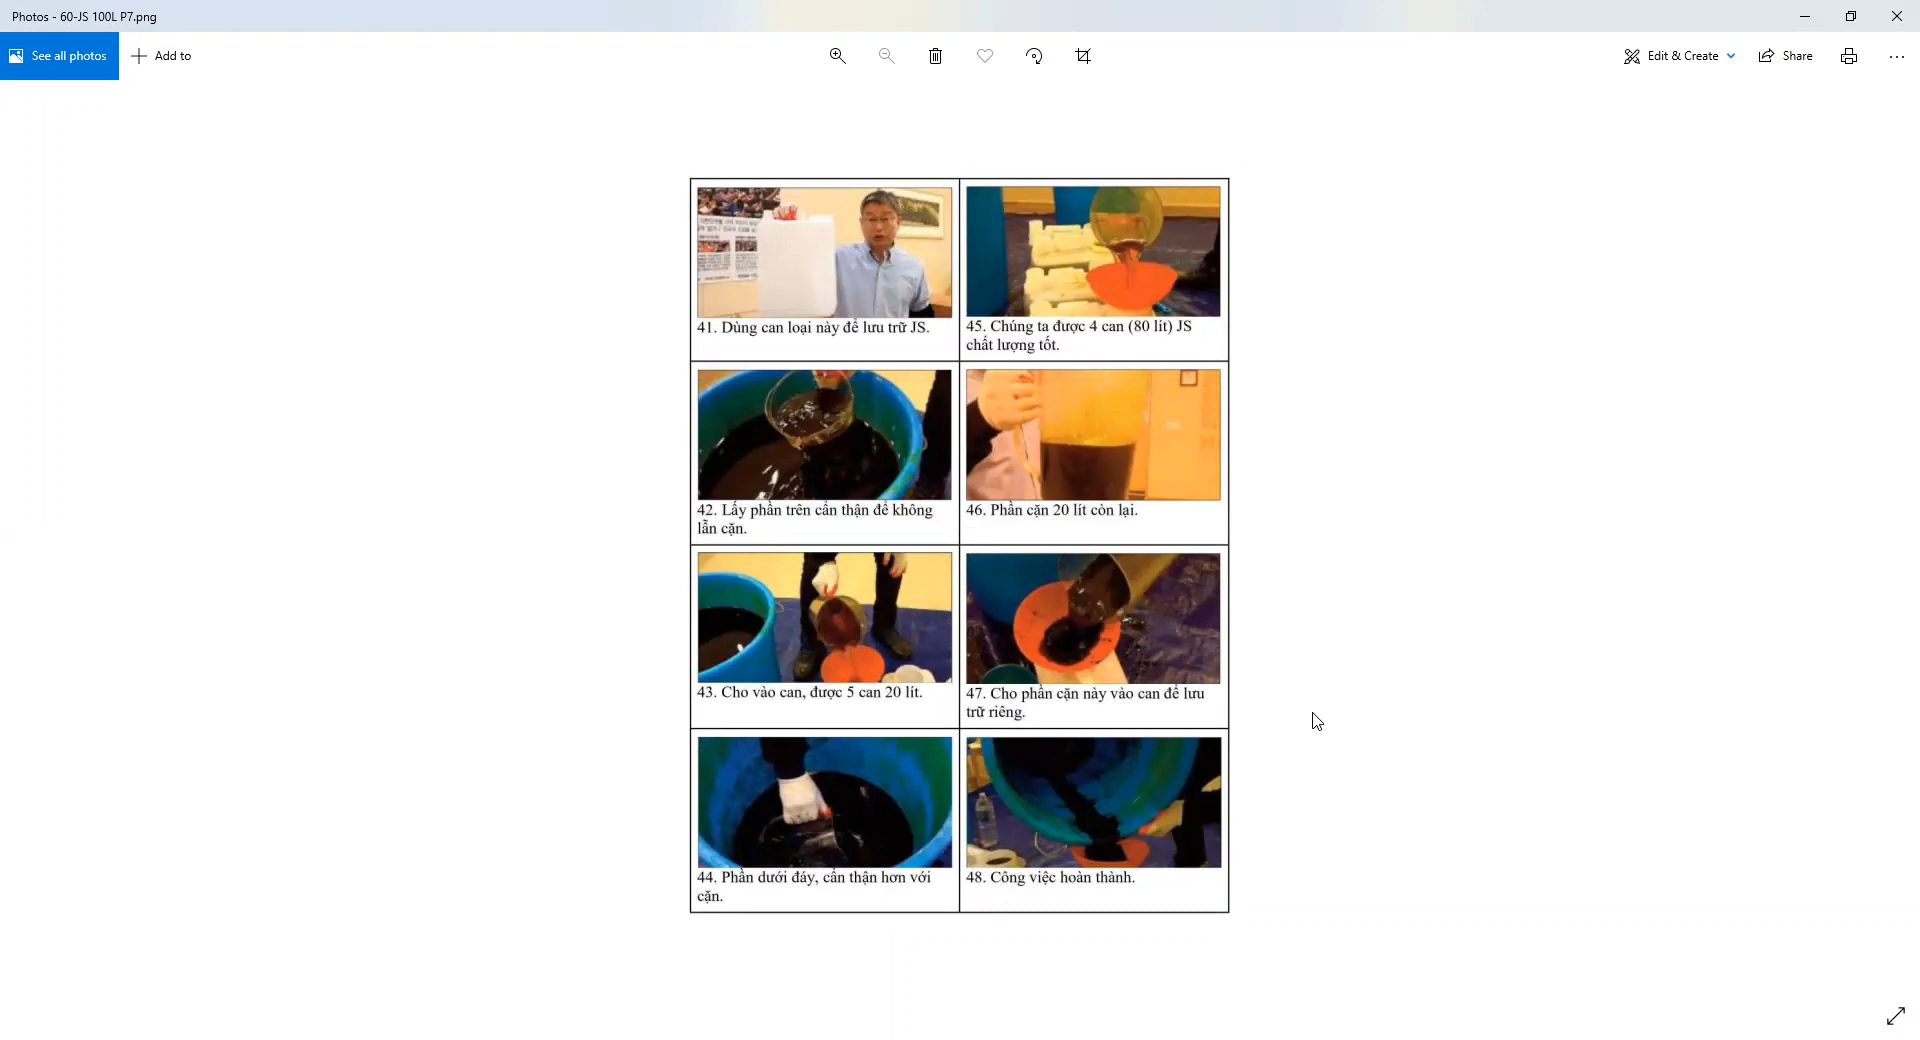 Photos - 60-JS 100L P7.png
See all photos
Add to
Edit & Create
Share
41. Dùng can loại này để lưu trữ JS.
45. Chúng ta được 4 can (80 lít) JS
chất lượng tốt.
42. Lấy phần trên cẩn thận để không
lẫn cặn.
46. Phần cặn 20 lít còn lại.
43. Cho vào can, được 5 can 20 lít.
47. Cho phần cặn này vào can để lưu
trữ riêng.
44. Phần dưới đáy, cẩn thận hơn với
cặn.
48. Công việc hoàn thành.